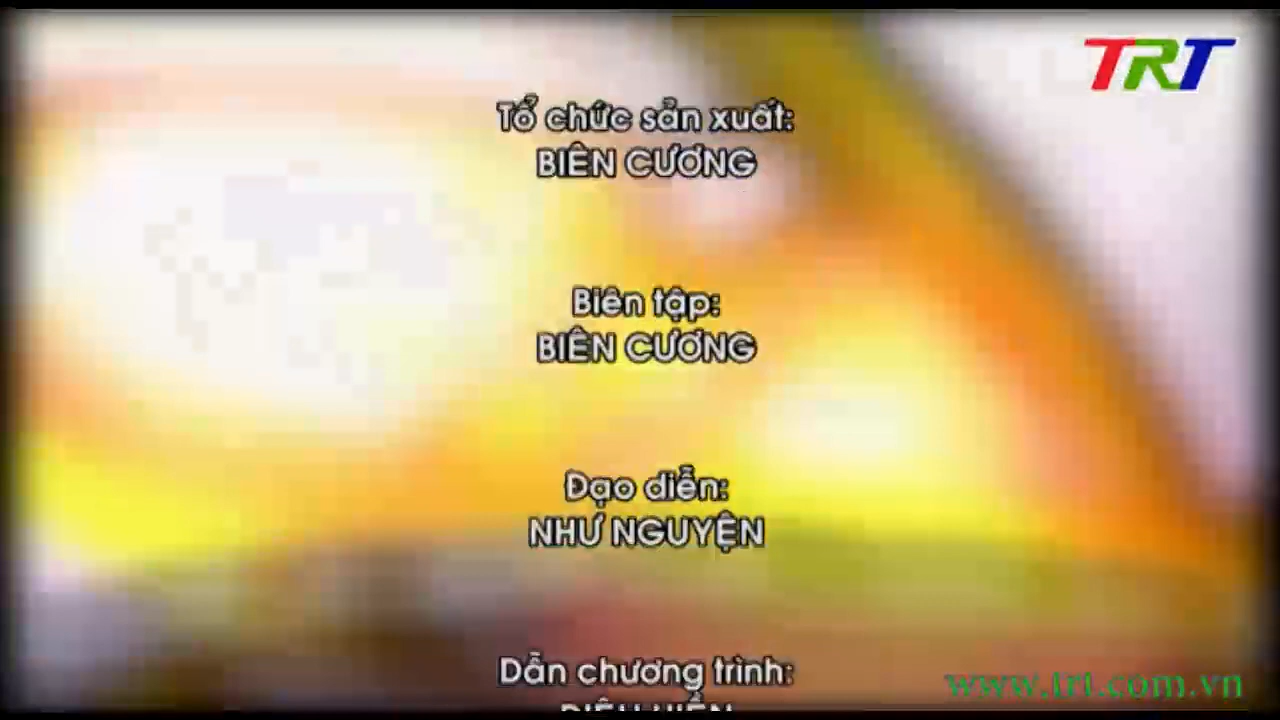 TRT
Tổ chức sản xuất:
BIÊN CƯƠNG
Biên tập:
BIÊN CƯƠNG
Đạo diễn:
NHƯ NGUYỆN
Dẫn chương trình:
www.trt.com.vn